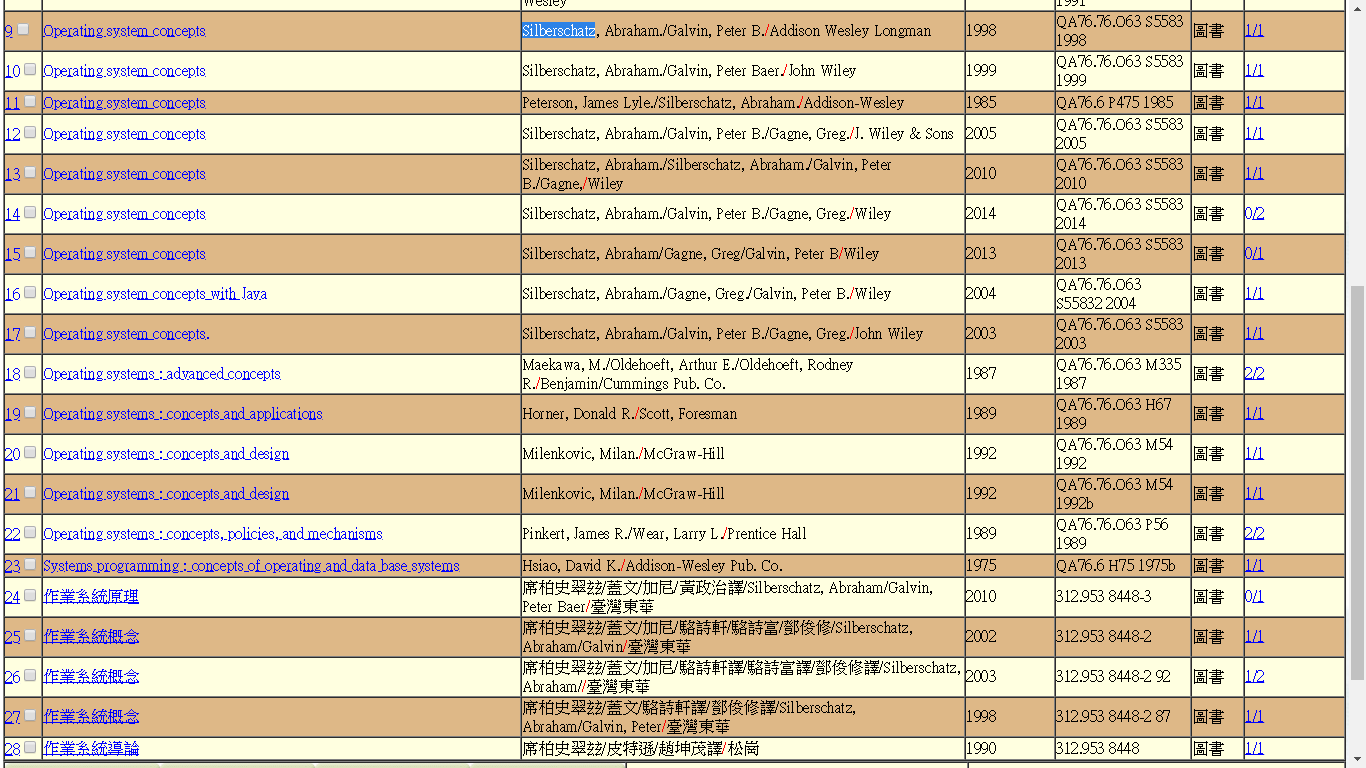 Wesley
1991
9 Operating system concepts Silberschatz, Abraham./Galvin, Peter B./Addison Wesley Longman 1998 QA76.76.O63 S5583 圖書 1/1
1998
10 Operating system concepts Silberschatz, Abraham./Galvin, Peter Baer./John Wiley 1999 QA76.76.O63 S5583 圖書 1/1
1999
11 Operating system concepts Peterson, James Lyle./Silberschatz, Abraham./Addison-Wesley 1985 QA76.6 P475 1985 圖書 1/1
12 Operating system concepts Silberschatz, Abraham./Galvin, Peter B./Gagne, Greg./J. Wiley & Sons 2005 QA76.76.O63 S5583 圖書 1/1
2005
13 Operating system concepts Silberschatz, Abraham./Silberschatz, Abraham./Galvin, Peter 2010 QA76.76.O63 S5583 圖書 1/1
B./Gagne,/Wiley 2010
14 Operating system concepts Silberschatz, Abraham./Galvin, Peter B./Gagne, Greg./Wiley 2014 QA76.76.O63 S5583 圖書 0/2
2014
15 Operating system concepts Silberschatz, Abraham/Gagne, Greg/Galvin, Peter B/Wiley 2013 QA76.76.O63 S5583 圖書 0/1
2013
16 Operating system concepts with Java Silberschatz, Abraham./Gagne, Greg./Galvin, Peter B./Wiley 2004 QA76.76.O63 圖書 1/1
S55832 2004
17 Operating system concepts. Silberschatz, Abraham./Galvin, Peter B./Gagne, Greg./John Wiley 2003 QA76.76.O63 S5583 圖書 1/1
2003
18 Operating systems : advanced concepts Maekawa, M./Oldehoeft, Arthur E./Oldehoeft, Rodney 1987 QA76.76.O63 M335 圖書 2/2
R./Benjamin/Cummings Pub. Co. 1987
19 Operating systems : concepts and applications Horner, Donald R./Scott, Foresman 1989 QA76.76.O63 H67 圖書 1/1
1989
20 Operating systems : concepts and design Milenkovic, Milan./McGraw-Hill 1992 QA76.76.O63 M54 圖書 1/1
1992
21 Operating systems : concepts and design Milenkovic, Milan./McGraw-Hill 1992 QA76.76.O63 M54 圖書 1/1
1992b
22 Operating systems : concepts, policies, and mechanisms Pinkert, James R./Wear, Larry L./Prentice Hall 1989 QA76.76.O63 P56 圖書 2/2
1989
23 Systems programming : concepts of operating and data base systems Hsiao, David K./Addison-Wesley Pub. Co. 1975 QA76.6 H75 1975b 圖書 1/1
24 作業系統原理 席柏史翠玆/蓋文/加尼/黃政治譯/Silberschatz, Abraham/Galvin, 2010 312.953 8448-3 圖書 0/1
Peter Baer/臺灣東華
25 作業系統概念 席柏史翠玆/蓋文/加尼/駱詩軒/駱詩富/鄧俊修/Silberschatz, 2002 312.953 8448-2 圖書 1/1
Abraham/Galvin/臺灣東華
26 作業系統概念 席柏史翠玆/蓋文/加尼/駱詩軒譯/駱詩富譯/鄧俊修譯/Silberschatz, 2003 312.953 8448-2 92 圖書 1/2
Abraham//臺灣東華
27 作業系統概念 席柏史翠玆/蓋文/駱詩軒譯/鄧俊修譯/Silberschatz, 1998 312.953 8448-2 87 圖書 1/1
Abraham/Galvin, Peter/臺灣東華
28 作業系統導論 席柏史翠玆/皮特遜/趙坤茂譯/松崗 1990 312.953 8448 圖書 1/1